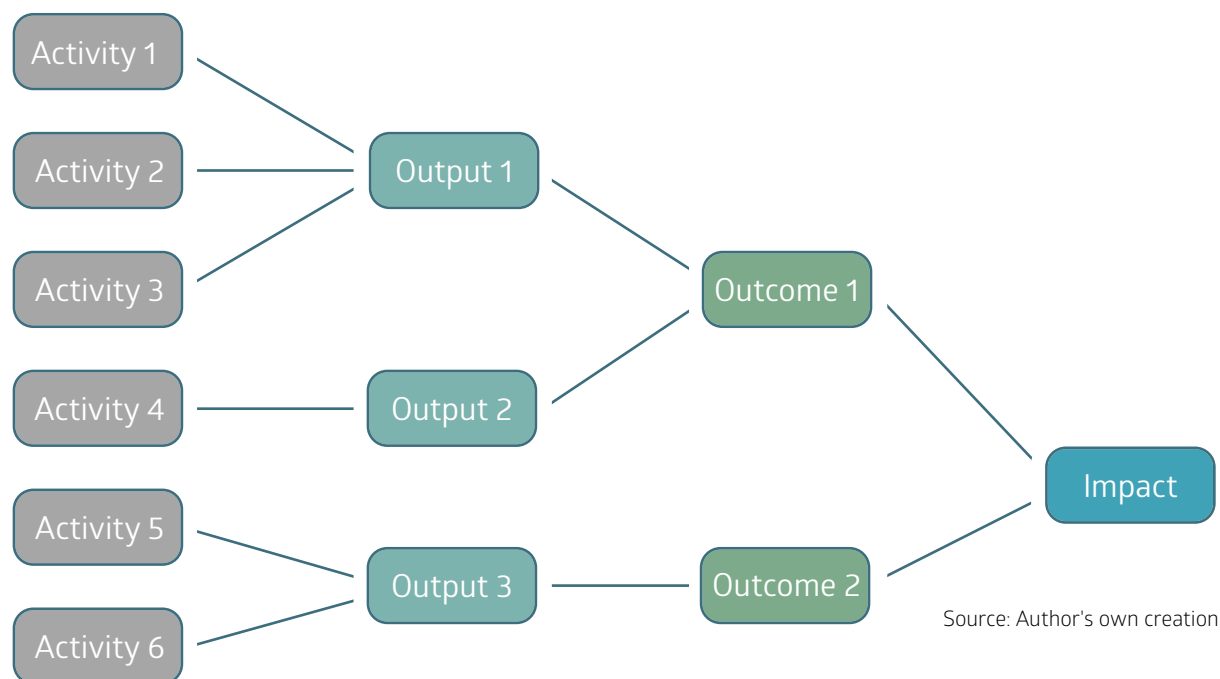 Activity 1
Activity 2
Activity 3
Activity 4
Activity 5
Activity 6
Output 1
Output 2
Output 3
Outcome 1
Outcome 2
Impact
Source: Author's own creation